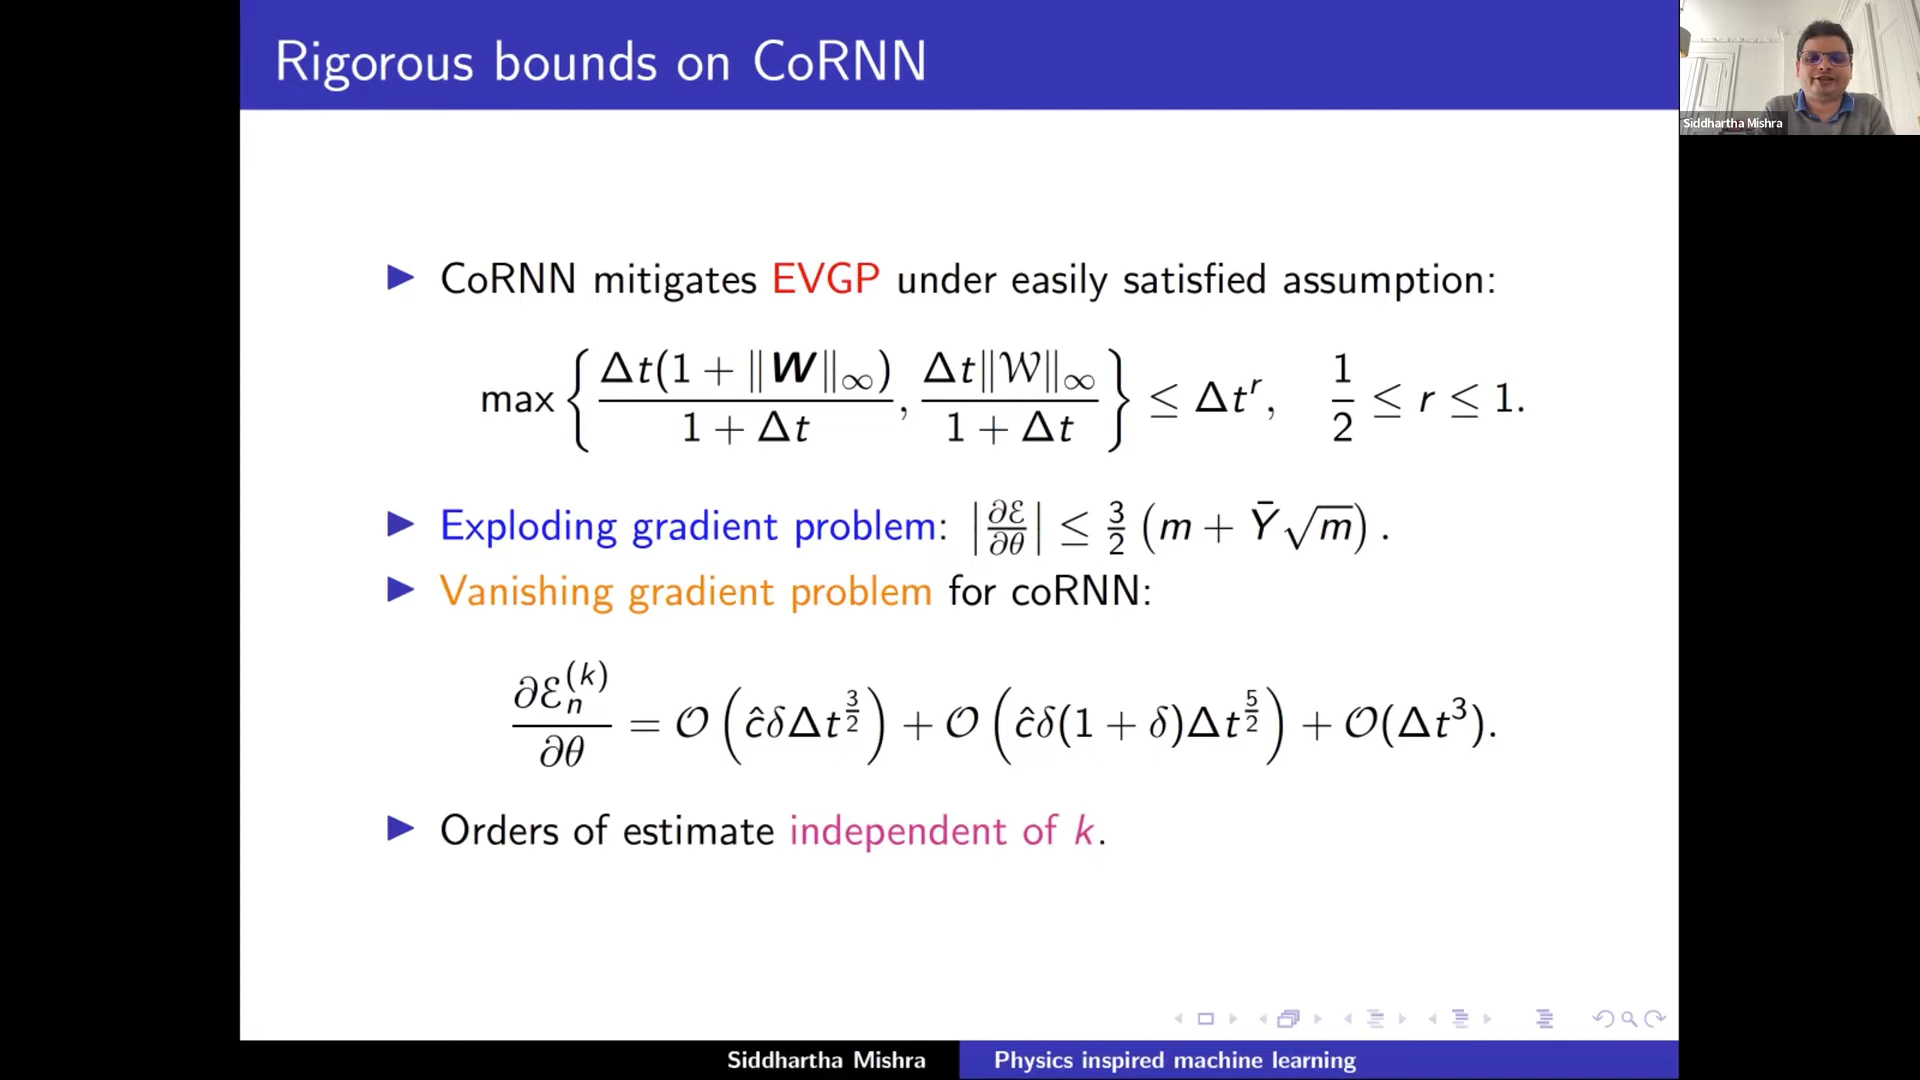 Rigorous bounds on CoRNN
Siddhartha Mishra
▶ CoRNN mitigates EVGP under easily satisfied assumption:
max { Δt(1 + ‖W‖∞) / 1 + Δt , Δt‖𝒲‖∞ / 1 + Δt } ≤ Δt^r, 1/2 ≤ r ≤ 1.
▶ Exploding gradient problem: |∂ℰ/∂θ| ≤ 3/2 (m + Ȳ√m) .
▶ Vanishing gradient problem for coRNN:
∂ℰ_n^(k) / ∂θ = 𝒪(ĉδΔt^(3/2)) + 𝒪(ĉδ(1 + δ)Δt^(5/2)) + 𝒪(Δt³).
▶ Orders of estimate independent of k.
Siddhartha Mishra Physics inspired machine learning